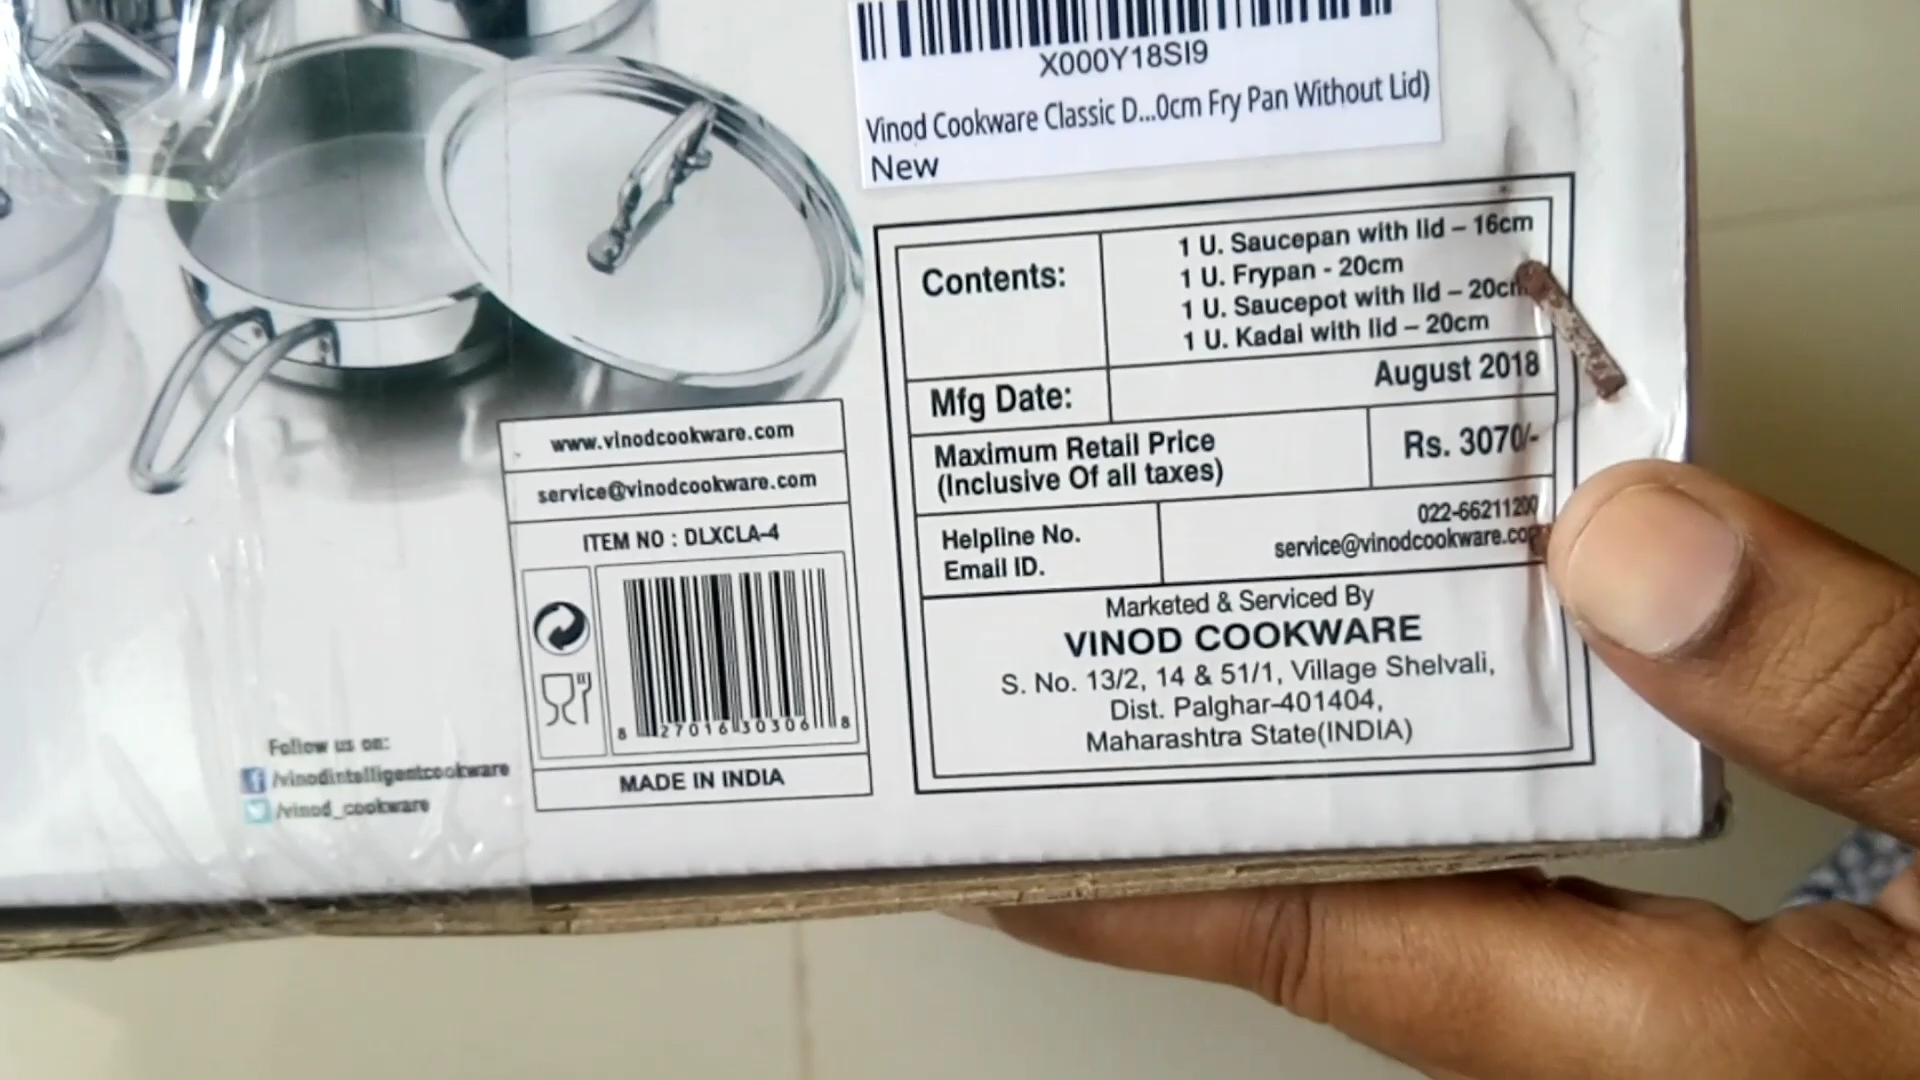 X000Y18SI9
Vinod Cookware Classic D...0cm Fry Pan Without Lid)
New
Contents:
1 U. Saucepan with lid – 16cm
1 U. Frypan - 20cm
1 U. Saucepot with lid – 20cm
1 U. Kadai with lid – 20cm
Mfg Date:
August 2018
Maximum Retail Price
(Inclusive Of all taxes)
Rs. 3070/-
Helpline No.
Email ID.
022-66211200
service@vinodcookware.com
Marketed & Serviced By
VINOD COOKWARE
S. No. 13/2, 14 & 51/1, Village Shelvali,
Dist. Palghar-401404,
Maharashtra State(INDIA)
www.vinodcookware.com
service@vinodcookware.com
ITEM NO : DLXCLA-4
8 27016 30306 8
MADE IN INDIA
Follow us on:
/vinodintelligentcookware
/vinod_cookware